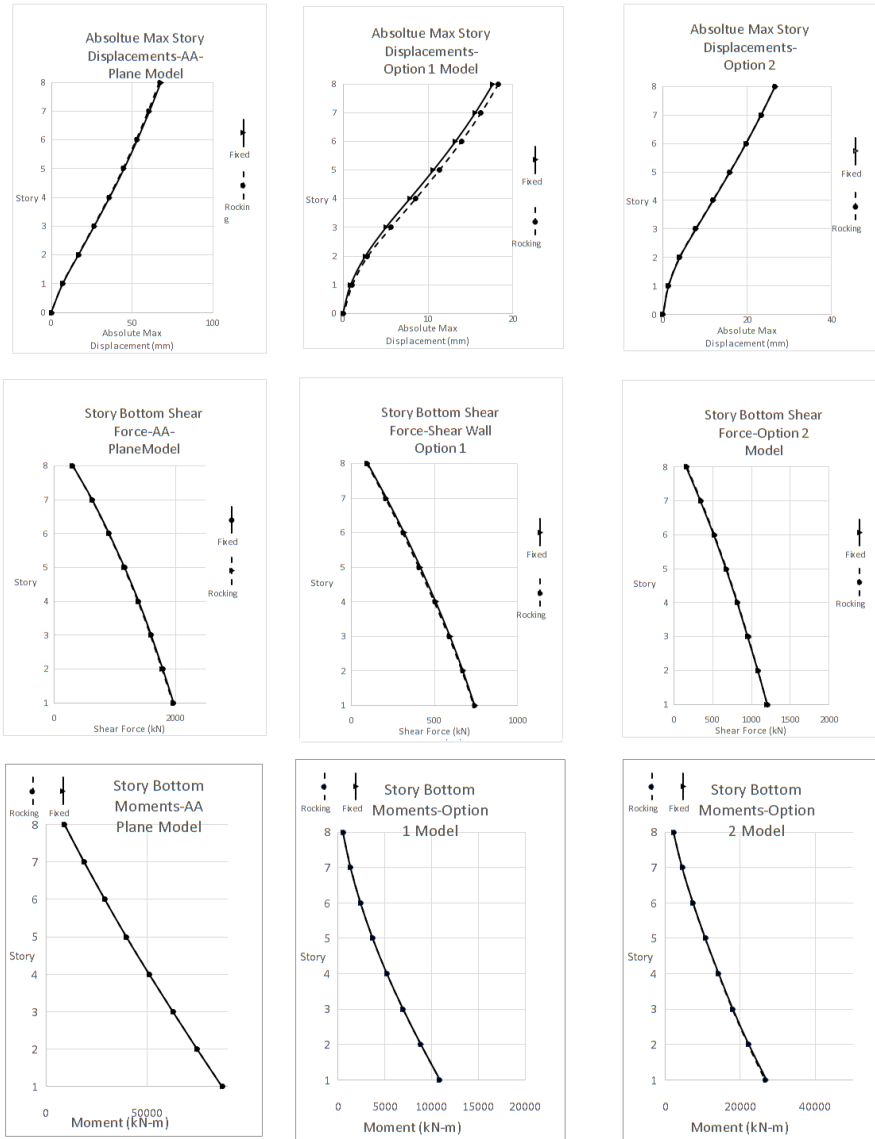 Absoltue Max Story
Displacements-AA-
Plane Model
8
7
6
5
Story 4
3
2
1
0
0 50 100
Absolute Max
Displacement (mm)
Fixed
Rockin
g
Absoltue Max Story
Displacements-
Option 1 Model
8
7
6
5
Story 4
3
2
1
0
0 10 20
Absolute Max
Displacement (mm)
Fixed
Rocking
Absoltue Max Story
Displacements-
Option 2
8
7
6
5
Story 4
3
2
1
0
0 20 40
Absolute Max
Displacement (mm)
Fixed
Rocking
Story Bottom Shear
Force-AA-
PlaneModel
8
7
6
5
Story
4
3
2
1
0 2000
Shear Force (kN)
Fixed
Rocking
Story Bottom Shear
Force-Shear Wall
Option 1
8
7
6
5
Story
4
3
2
1
0 500 1000
Shear Force (kN)
Fixed
Rocking
Story Bottom Shear
Force-Option 2
Model
8
7
6
5
Story
4
3
2
1
0 500 1000 1500 2000
Shear Force (kN)
Fixed
Rocking
Rocking Fixed
Story Bottom
Moments-AA
Plane Model
8
7
6
5
Story
4
3
2
1
0 50000
Moment (kN-m)
Rocking Fixed
Story Bottom
Moments-Option
1 Model
8
7
6
5
Story
4
3
2
1
0 5000 10000 15000 20000
Moment (kN-m)
Rocking Fixed
Story Bottom
Moments-Option
2 Model
8
7
6
5
Story
4
3
2
1
0 20000 40000
Moment (kN-m)